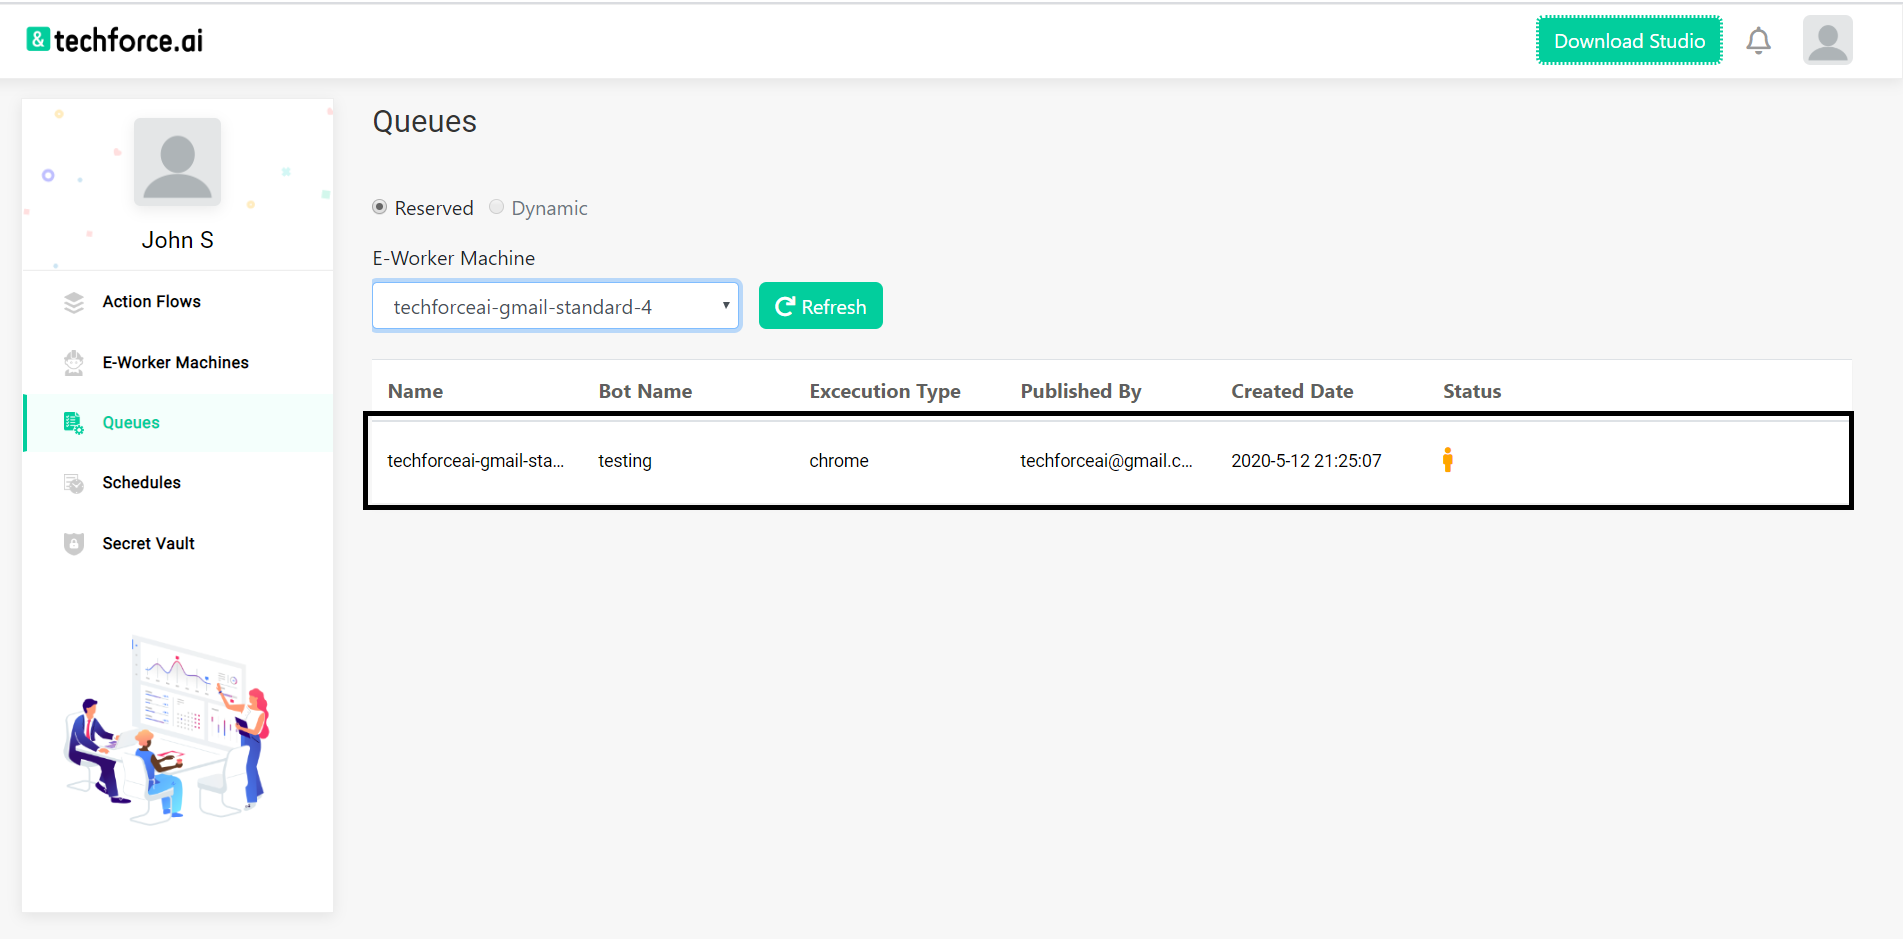 & techforce.ai
Download Studio
John S
Action Flows
E-Worker Machines
Queues
Schedules
Secret Vault
Queues
Reserved Dynamic
E-Worker Machine
techforceai-gmail-standard-4 Refresh
Name Bot Name Excecution Type Published By Created Date Status
techforceai-gmail-sta... testing chrome techforceai@gmail.c... 2020-5-12 21:25:07